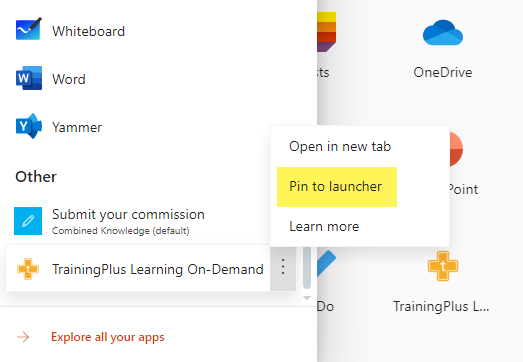 Whiteboard
Word
Yammer
Other
Submit your commission
Combined Knowledge (default)
TrainingPlus Learning On-Demand
Explore all your apps
Open in new tab
Pin to launcher
Learn more
sts
OneDrive
Point
Do
TrainingPlus L...